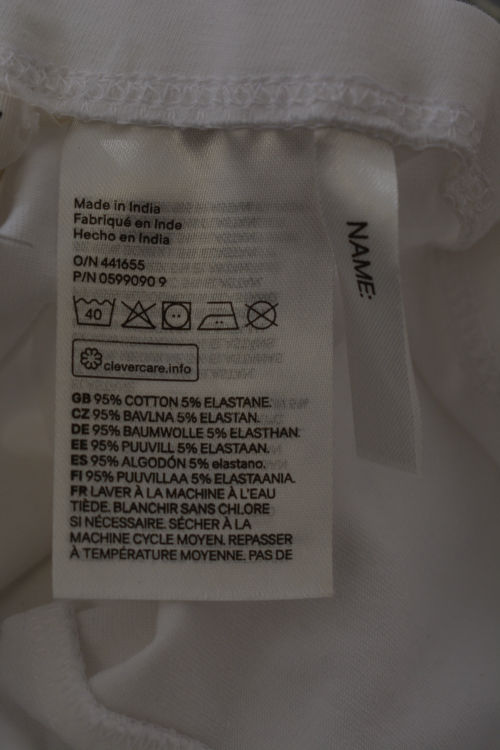 Made in India
Fabriqué en Inde
Hecho en India
O/N 441655
P/N 0599090 9
40
clevercare.info
GB 95% COTTON 5% ELASTANE.
CZ 95% BAVLNA 5% ELASTAN.
DE 95% BAUMWOLLE 5% ELASTHAN.
EE 95% PUUVILL 5% ELASTAAN.
ES 95% ALGODÓN 5% elastano.
FI 95% PUUVILLAA 5% ELASTAANIA.
FR LAVER À LA MACHINE À L'EAU
TIÈDE. BLANCHIR SANS CHLORE
SI NÉCESSAIRE. SÉCHER À LA
MACHINE CYCLE MOYEN. REPASSER
À TEMPÉRATURE MOYENNE. PAS DE
NAME: